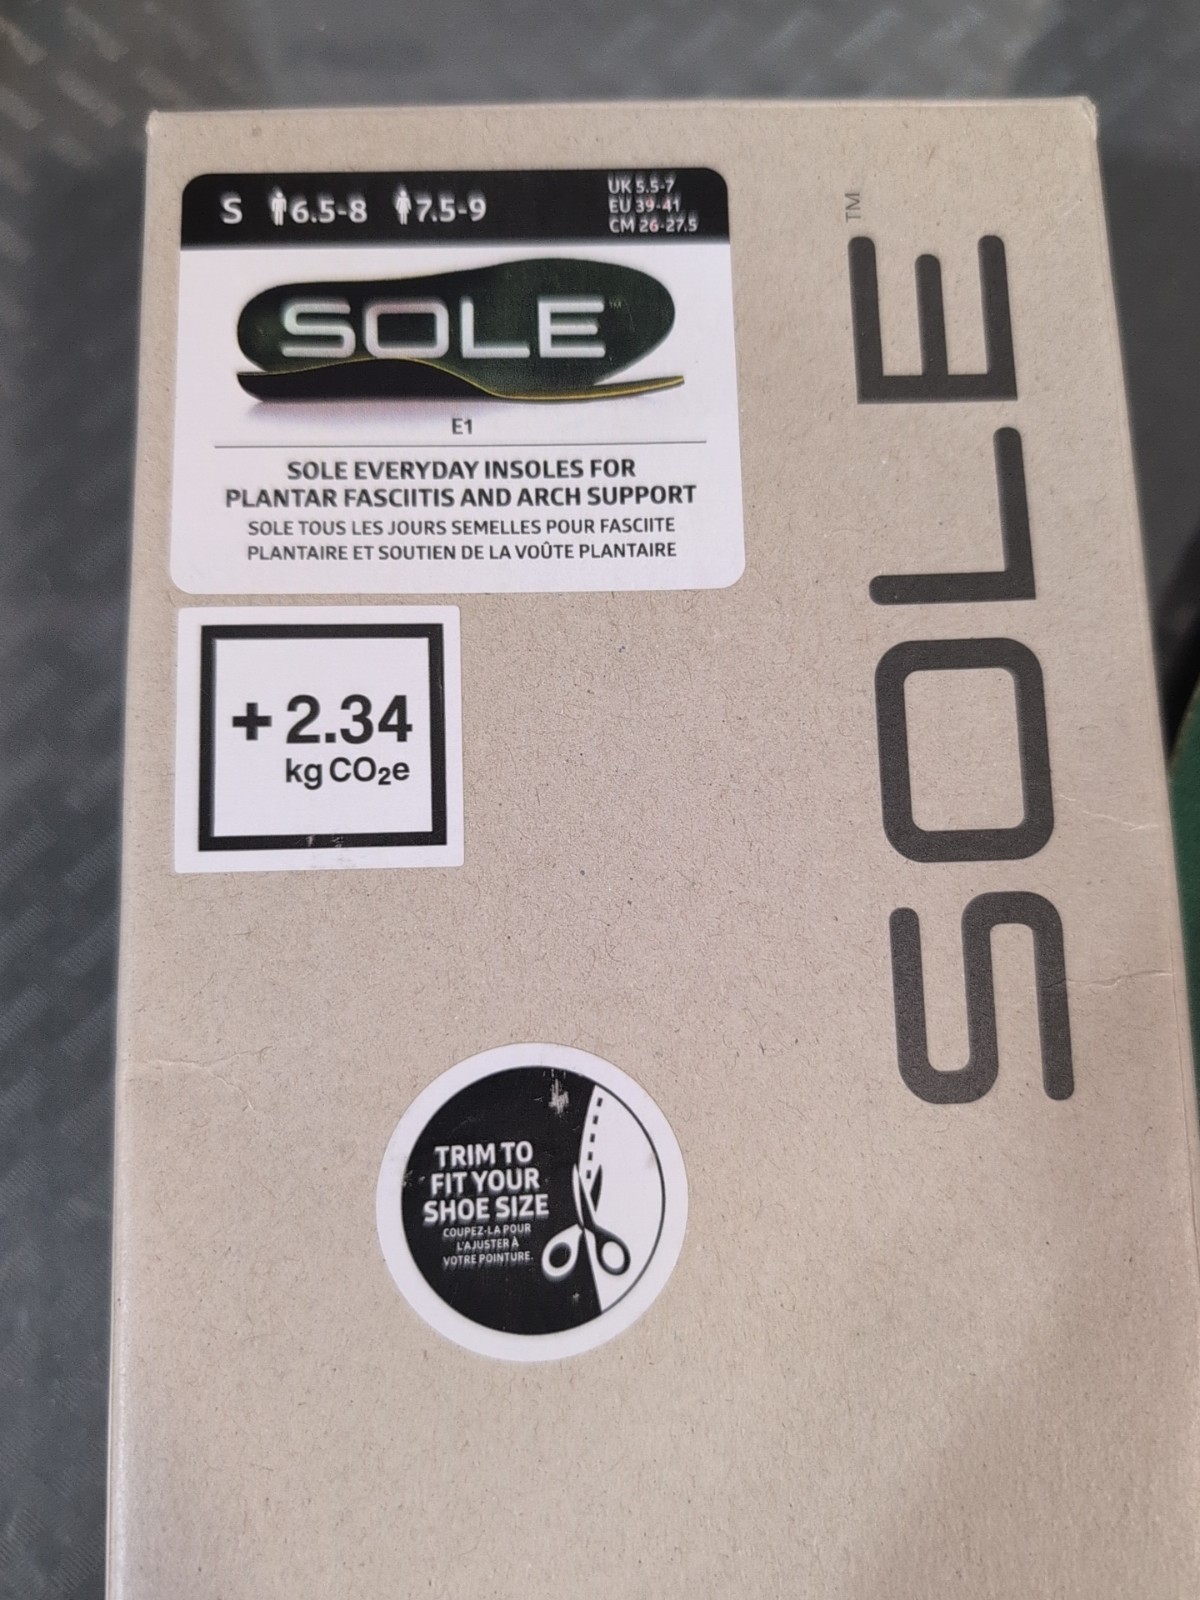 S 6.5-8 7.5-9
UK 5.5-7
EU 39-41
CM 26-27.5
SOLE
E1
SOLE EVERYDAY INSOLES FOR
PLANTAR FASCIITIS AND ARCH SUPPORT
SOLE TOUS LES JOURS SEMELLES POUR FASCIITE
PLANTAIRE ET SOUTIEN DE LA VOÛTE PLANTAIRE
+ 2.34
kg CO₂e
SOLE™
TRIM TO
FIT YOUR
SHOE SIZE
COUPEZ-LA POUR
L'AJUSTER À
VOTRE POINTURE.